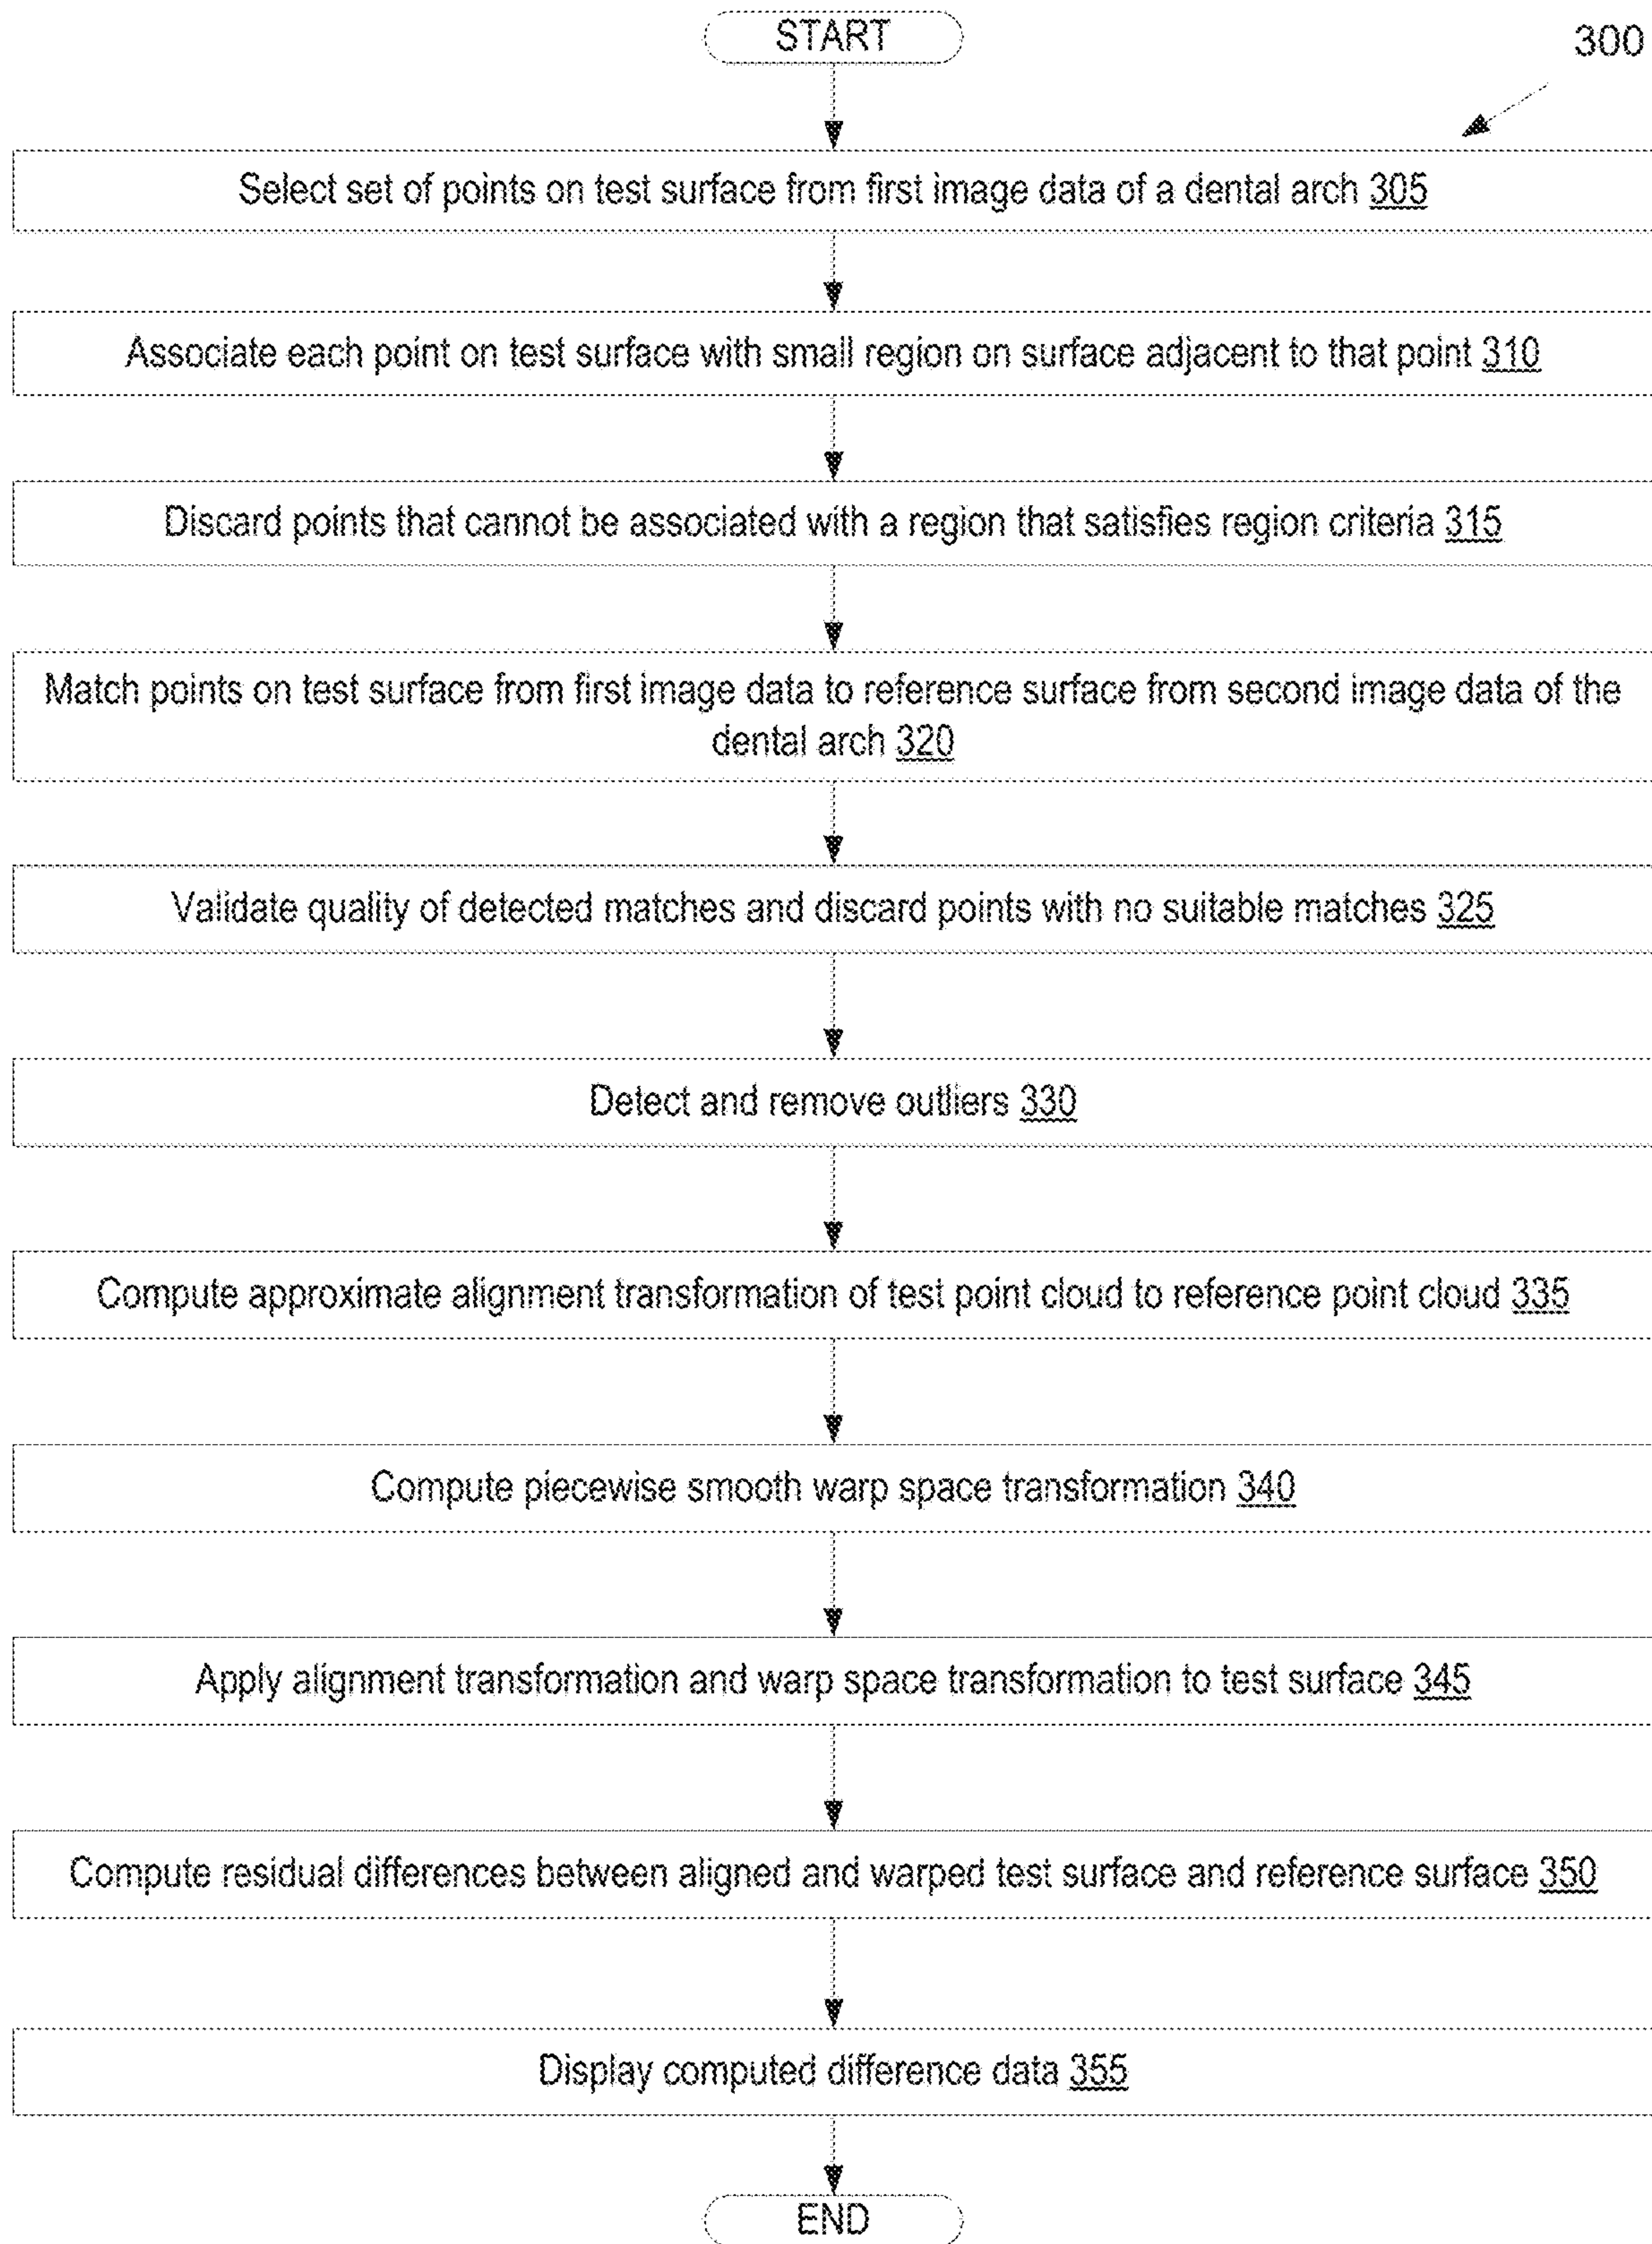 START
300
Select set of points on test surface from first image data of a dental arch 305
Associate each point on test surface with small region on surface adjacent to that point 310
Discard points that cannot be associated with a region that satisfies region criteria 315
Match points on test surface from first image data to reference surface from second image data of the
dental arch 320
Validate quality of detected matches and discard points with no suitable matches 325
Detect and remove outliers 330
Compute approximate alignment transformation of test point cloud to reference point cloud 335
Compute piecewise smooth warp space transformation 340
Apply alignment transformation and warp space transformation to test surface 345
Compute residual differences between aligned and warped test surface and reference surface 350
Display computed difference data 355
END